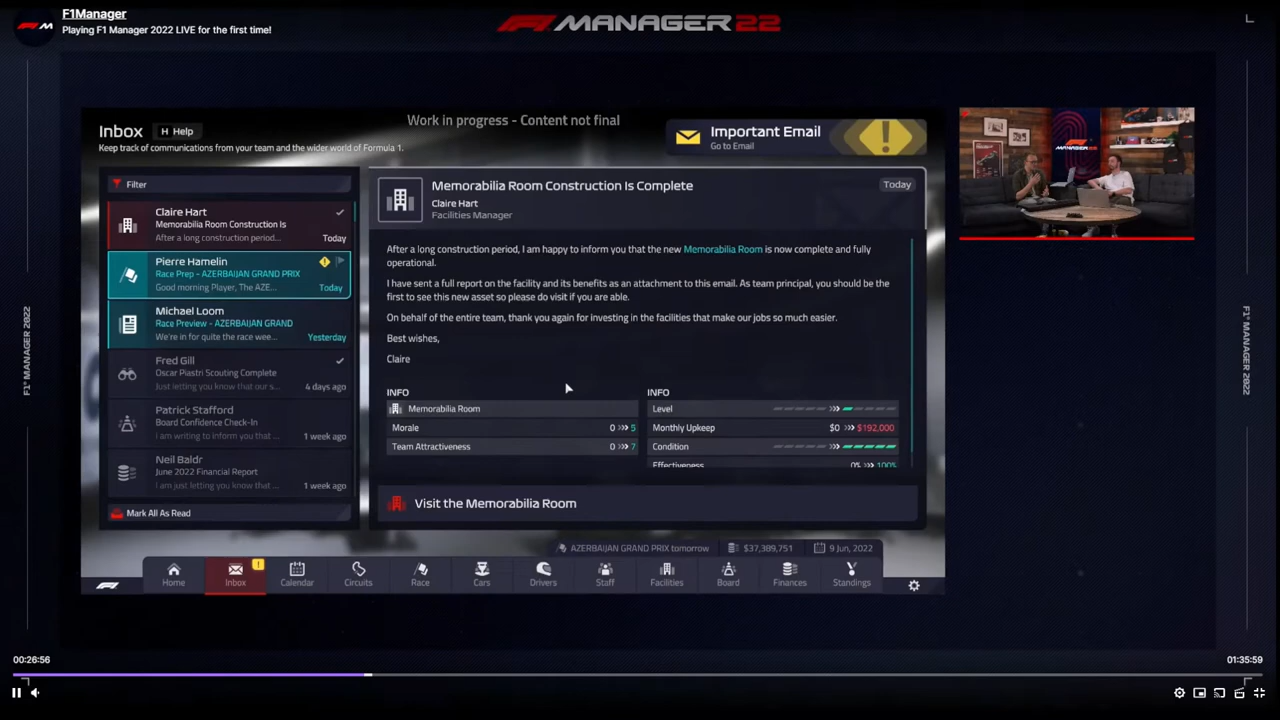 F1Manager
Playing F1 Manager 2022 LIVE for the first time!
F1 MANAGER 22
Work in progress - Content not final
Inbox
H Help
Keep track of communications from your team and the wider world of Formula 1.
Important Email
Go to Email
Filter
Claire Hart
Memorabilia Room Construction Is
After a long construction period...
Today
Pierre Hamelin
Race Prep - AZERBAIJAN GRAND PRIX
Good morning Player, The AZE...
Today
Michael Loom
Race Preview - AZERBAIJAN GRAND
We're in for quite the race wee...
Yesterday
Fred Gill
Oscar Piastri Scouting Complete
Just letting you know that our s...
4 days ago
Patrick Stafford
Board Confidence Check-In
I am writing to inform you that ...
1 week ago
Neil Baldr
June 2022 Financial Report
I am just letting you know that ...
1 week ago
Mark All As Read
Memorabilia Room Construction Is Complete
Today
Claire Hart
Facilities Manager
After a long construction period, I am happy to inform you that the new Memorabilia Room is now complete and fully
operational.
I have sent a full report on the facility and its benefits as an attachment to this email. As team principal, you should be the
first to see this new asset so please do visit if you are able.
On behalf of the entire team, thank you again for investing in the facilities that make our jobs so much easier.
Best wishes,
Claire
INFO
Memorabilia Room
Morale 0 >>> 5
Team Attractiveness 0 >>> 7
INFO
Level >>>
Monthly Upkeep $0 >>> $192,000
Condition >>>
Effectiveness 0% >>> 100%
Visit the Memorabilia Room
AZERBAIJAN GRAND PRIX tomorrow
$37,389,751
9 Jun, 2022
Home
Inbox
Calendar
Circuits
Race
Cars
Drivers
Staff
Facilities
Board
Finances
Standings
F1® MANAGER 2022
F1® MANAGER 2022
MANAGER 22
00:26:56
01:35:59